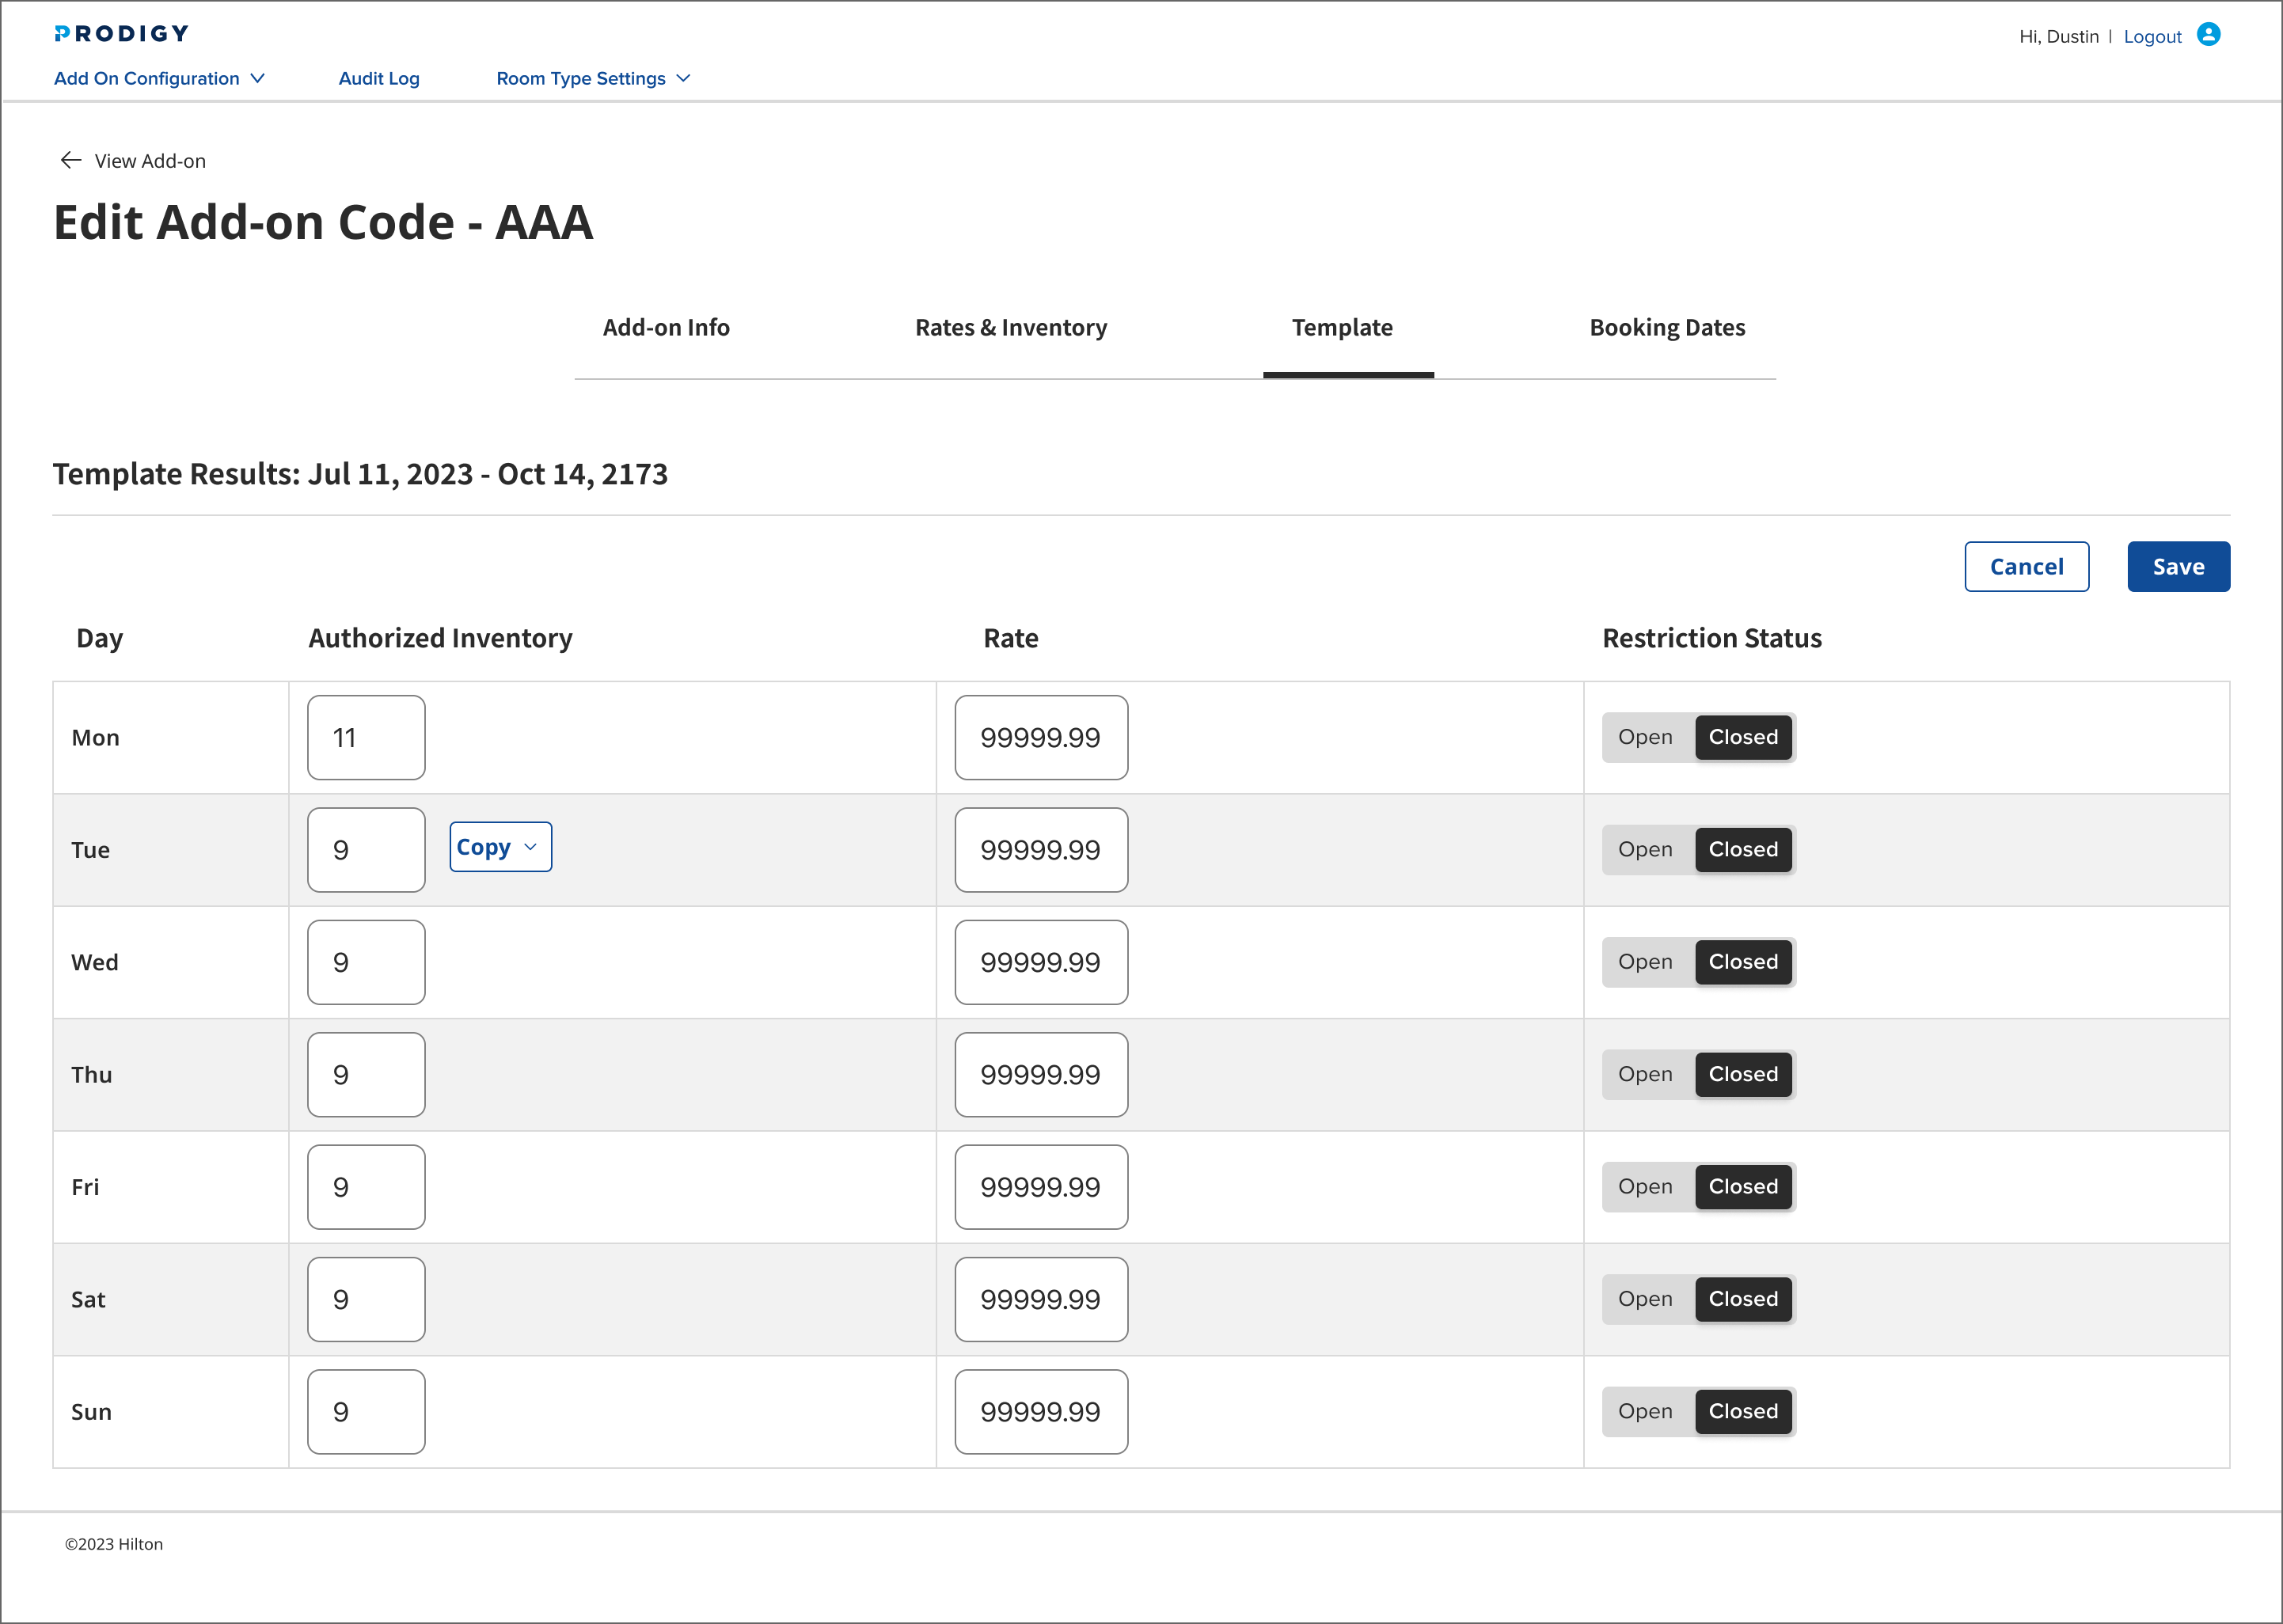 PRODIGY
Hi, Dustin | Logout
Add On Configuration Audit Log Room Type Settings
View Add-on
Edit Add-on Code - AAA
Add-on Info Rates & Inventory Template Booking Dates
Template Results: Jul 11, 2023 - Oct 14, 2173
Cancel Save
Day Authorized Inventory Rate Restriction Status
Mon 11 99999.99 Open Closed
Tue 9 Copy 99999.99 Open Closed
Wed 9 99999.99 Open Closed
Thu 9 99999.99 Open Closed
Fri 9 99999.99 Open Closed
Sat 9 99999.99 Open Closed
Sun 9 99999.99 Open Closed
©2023 Hilton